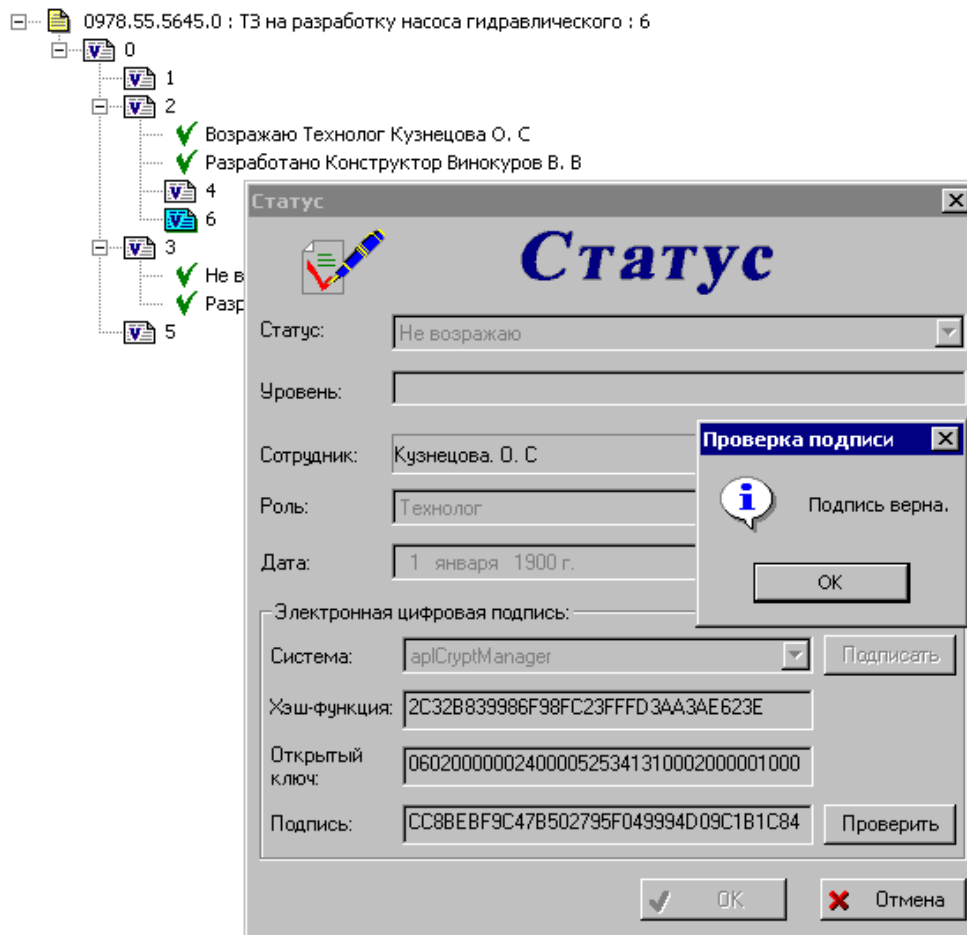 0978.55.5645.0 : ТЗ на разработку насоса гидравлического : 6
0
1
2
Возражаю Технолог Кузнецова О. С
Разработано Конструктор Винокуров В. В
4
6
3
Не в
Разр
5
Статус
Статус
Статус:
Не возражаю
Уровень:
Сотрудник:
Кузнецова. О. С
Роль:
Технолог
Дата:
1 января 1900 г.
Проверка подписи
Подпись верна.
OK
Электронная цифровая подпись:
Система:
aplCryptManager
Подписать
Хэш-функция:
2C32B839986F98FC23FFFD3AA3AE623E
Открытый
ключ:
0602000000240000525341310002000001000
Подпись:
CC8BEBF9C47B502795F049994D09C1B1C84
Проверить
OK
Отмена